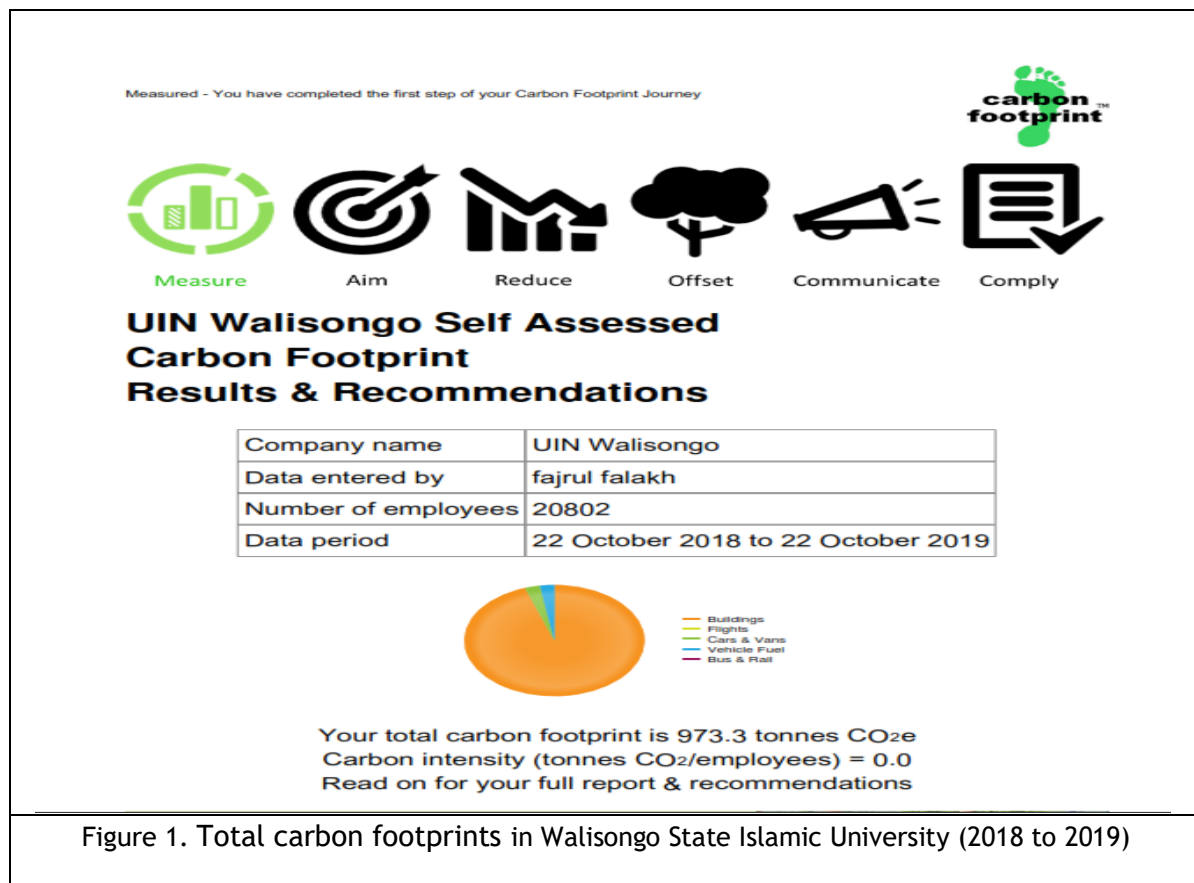 Measured - You have completed the first step of your Carbon Footprint Journey
carbon
footprint™
Measure Aim Reduce Offset Communicate Comply
UIN Walisongo Self Assessed
Carbon Footprint
Results & Recommendations
Company name UIN Walisongo
Data entered by fajrul falakh
Number of employees 20802
Data period 22 October 2018 to 22 October 2019
Buildings
Flights
Cars & Vans
Vehicle Fuel
Bus & Rail
Your total carbon footprint is 973.3 tonnes CO2e
Carbon intensity (tonnes CO2/employees) = 0.0
Read on for your full report & recommendations
Figure 1. Total carbon footprints in Walisongo State Islamic University (2018 to 2019)